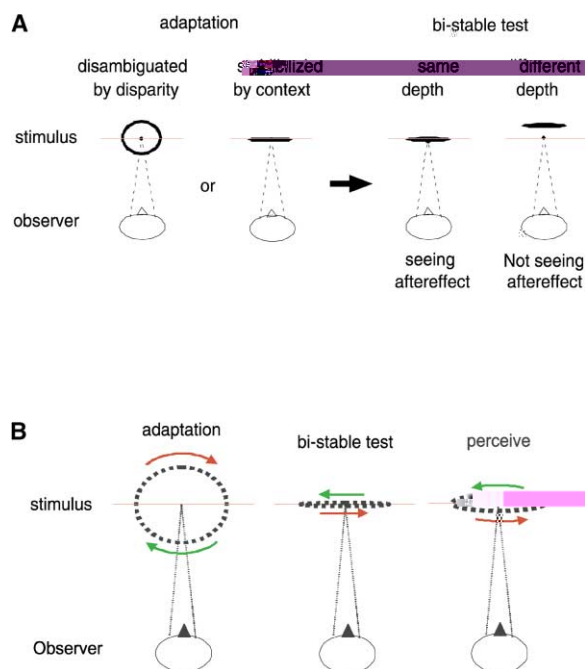 A
adaptation
bi-stable test
disambiguated
by disparity
by context
same
depth
different
depth
stimulus
or
observer
seeing
aftereffect
Not seeing
aftereffect
B
adaptation
bi-stable test
perceive
stimulus
Observer